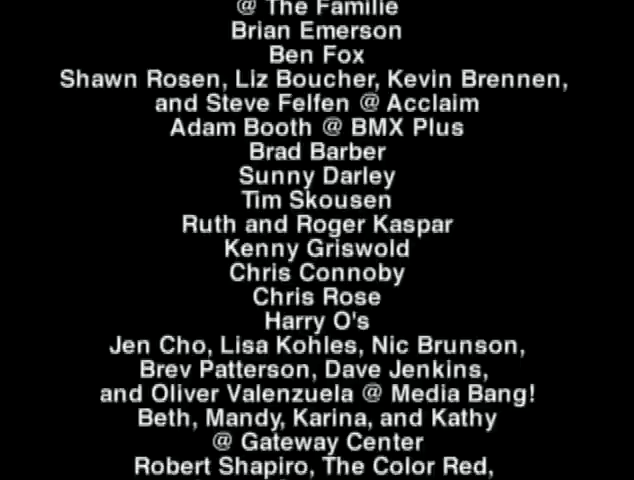 @ The Familie
Brian Emerson
Ben Fox
Shawn Rosen, Liz Boucher, Kevin Brennen,
and Steve Felfen @ Acclaim
Adam Booth @ BMX Plus
Brad Barber
Sunny Darley
Tim Skousen
Ruth and Roger Kaspar
Kenny Griswold
Chris Connoby
Chris Rose
Harry O's
Jen Cho, Lisa Kohles, Nic Brunson,
Brev Patterson, Dave Jenkins,
and Oliver Valenzuela @ Media Bang!
Beth, Mandy, Karina, and Kathy
@ Gateway Center
Robert Shapiro, The Color Red,